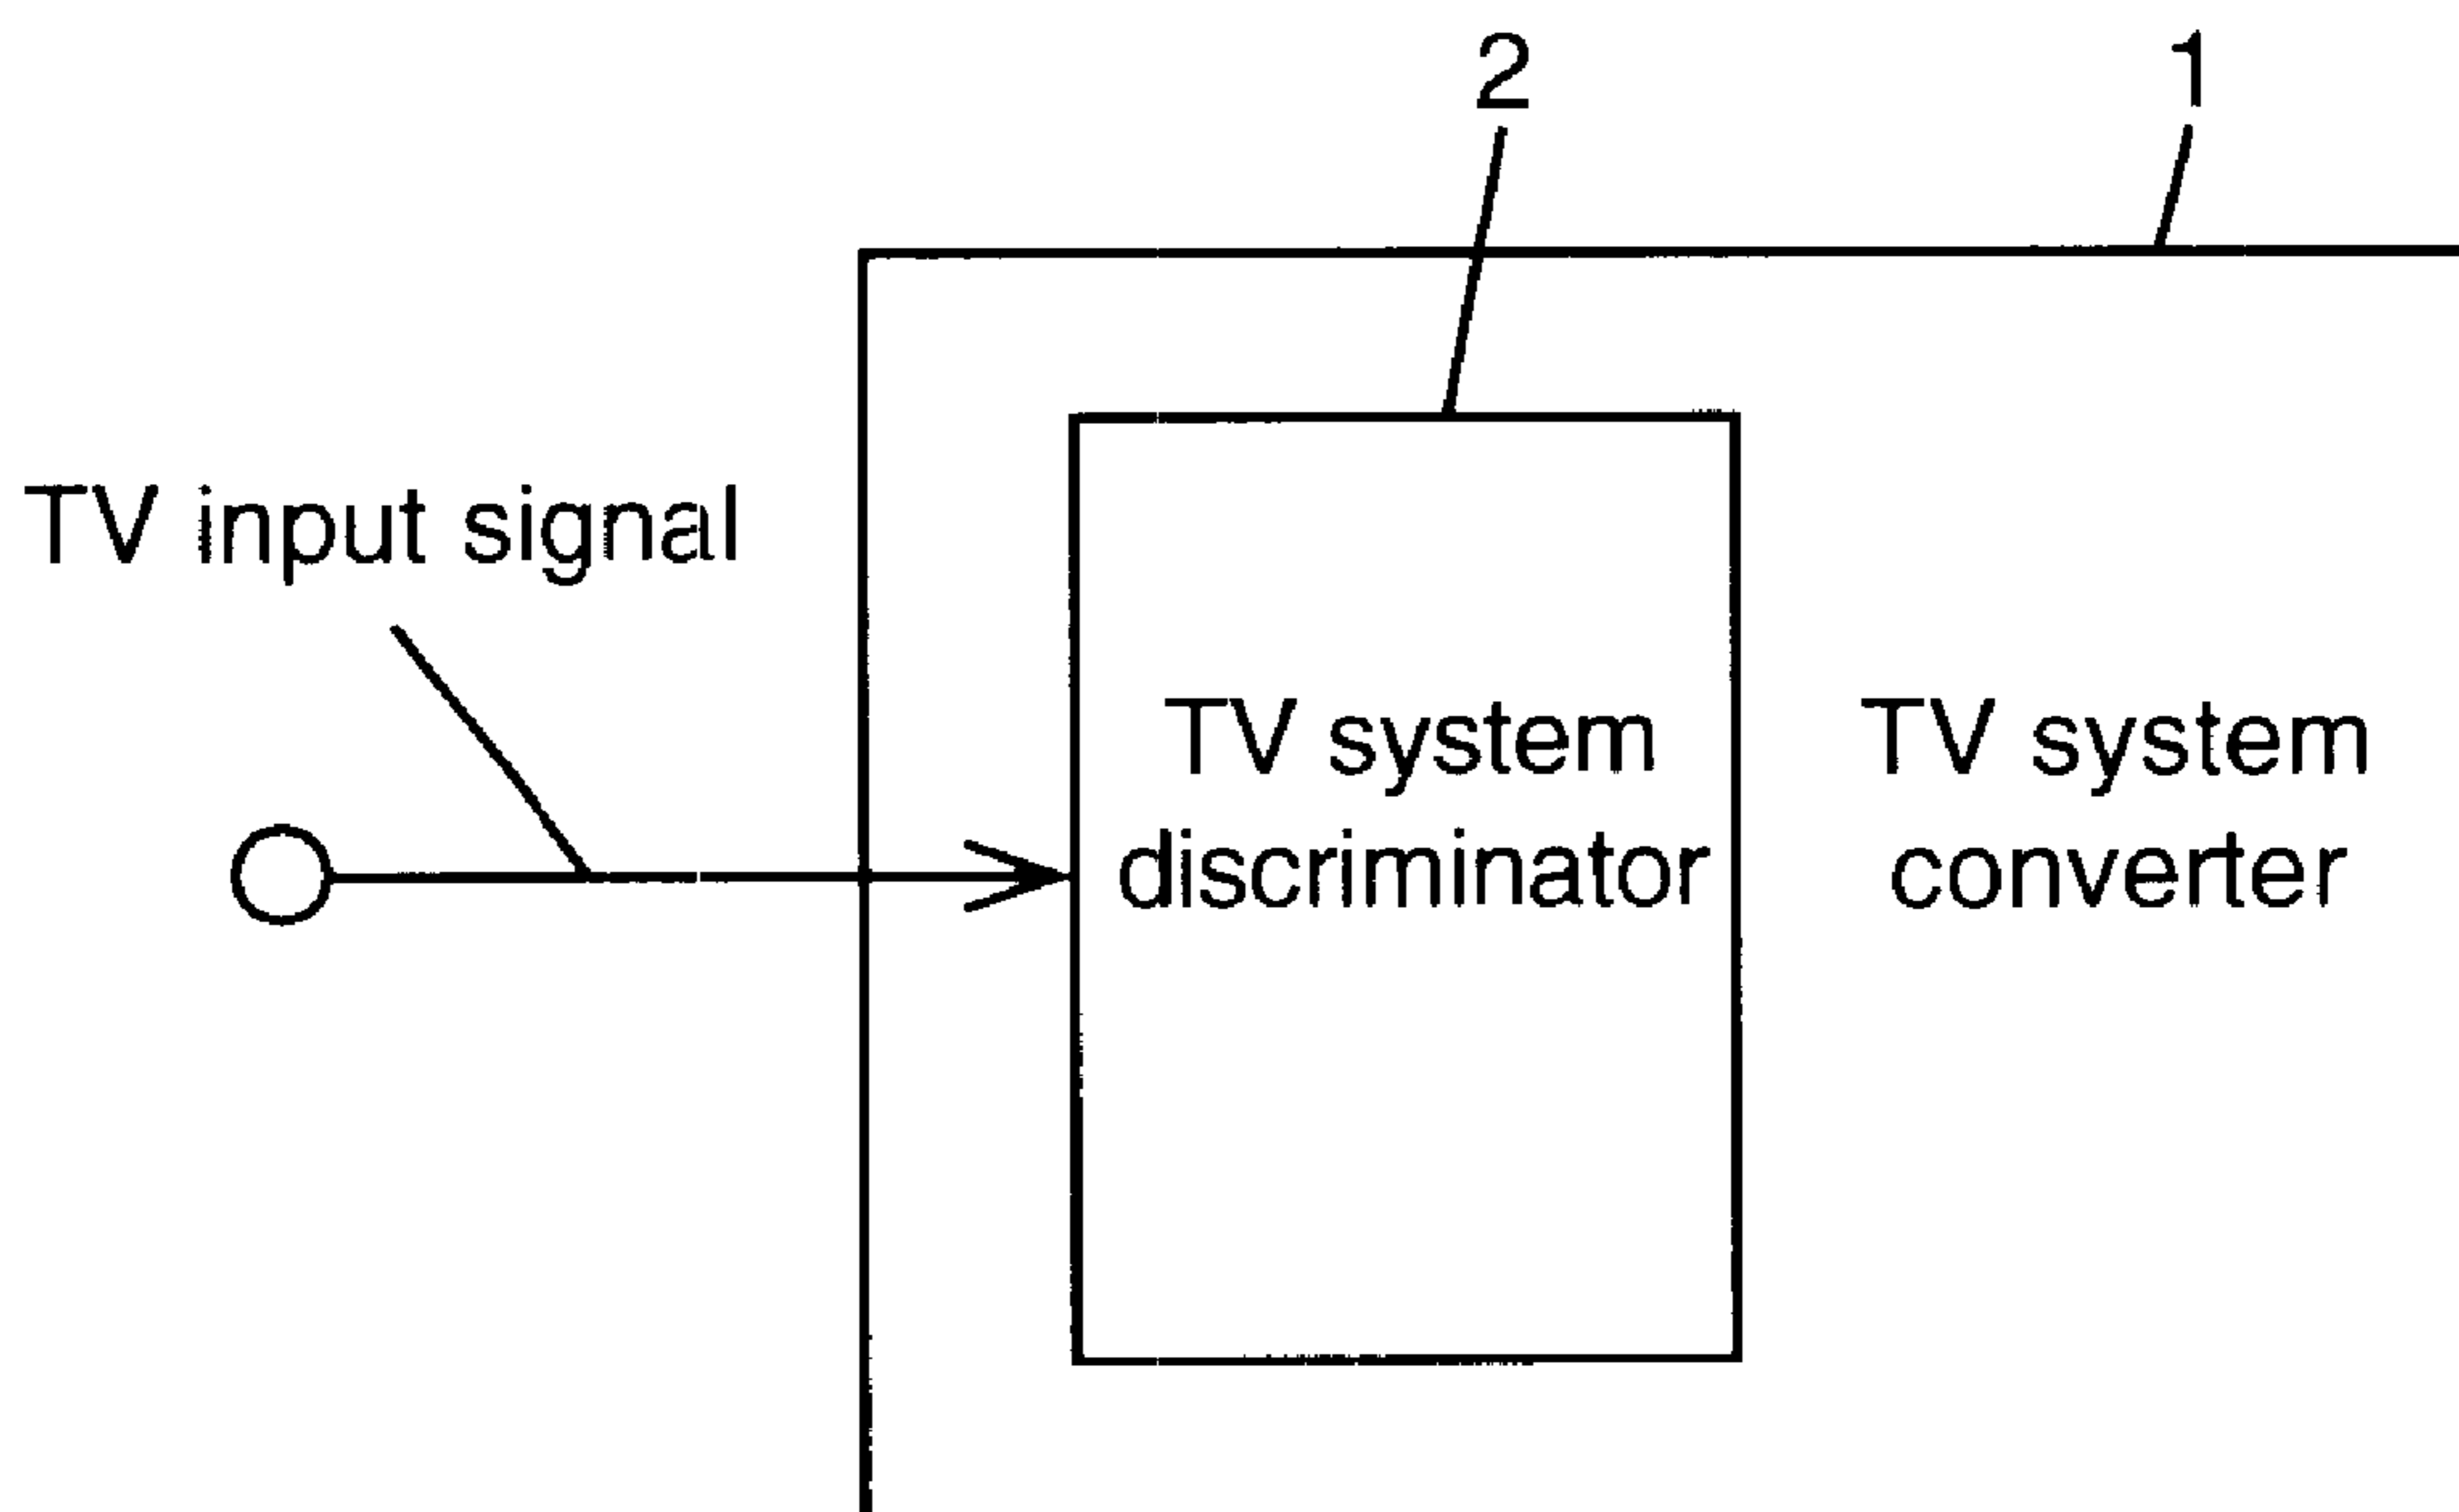 2
1
TV input signal
TV system
discriminator
TV system
converter